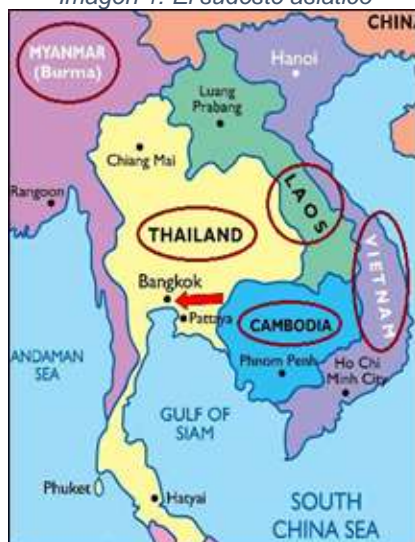 Imagen 1: El sudeste asiático
CHINA
MYANMAR
(Burma)
Hanoi
Luang
Prabang
Chiang Mai
Rangoon
LAOS
THAILAND
VIETNAM
Bangkok
Pattaya
CAMBODIA
ANDAMAN
SEA
Phnom Penh
Ho Chi
Minh City
GULF OF
SIAM
Phuket
Hatyai
SOUTH
CHINA SEA